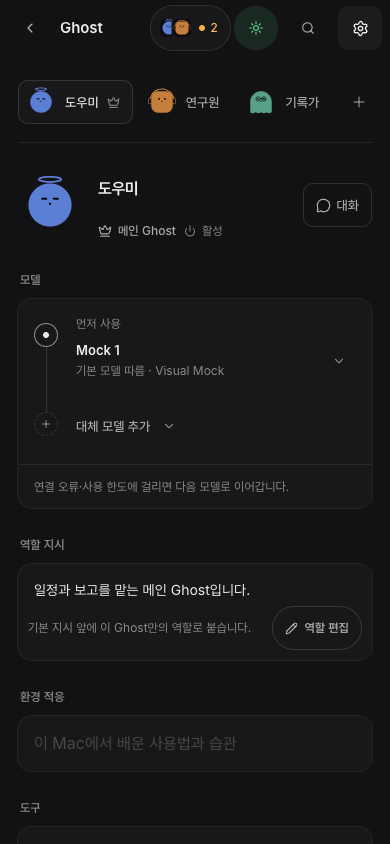 Ghost
2
도우미
연구원
기록가
도우미
메인 Ghost
활성
대화
모델
먼저 사용
Mock 1
기본 모델 따름 · Visual Mock
대체 모델 추가
연결 오류·사용 한도에 걸리면 다음 모델로 이어갑니다.
역할 지시
일정과 보고를 맡는 메인 Ghost입니다.
기본 지시 앞에 이 Ghost만의 역할로 붙습니다.
역할 편집
환경 적응
이 Mac에서 배운 사용법과 습관
도구